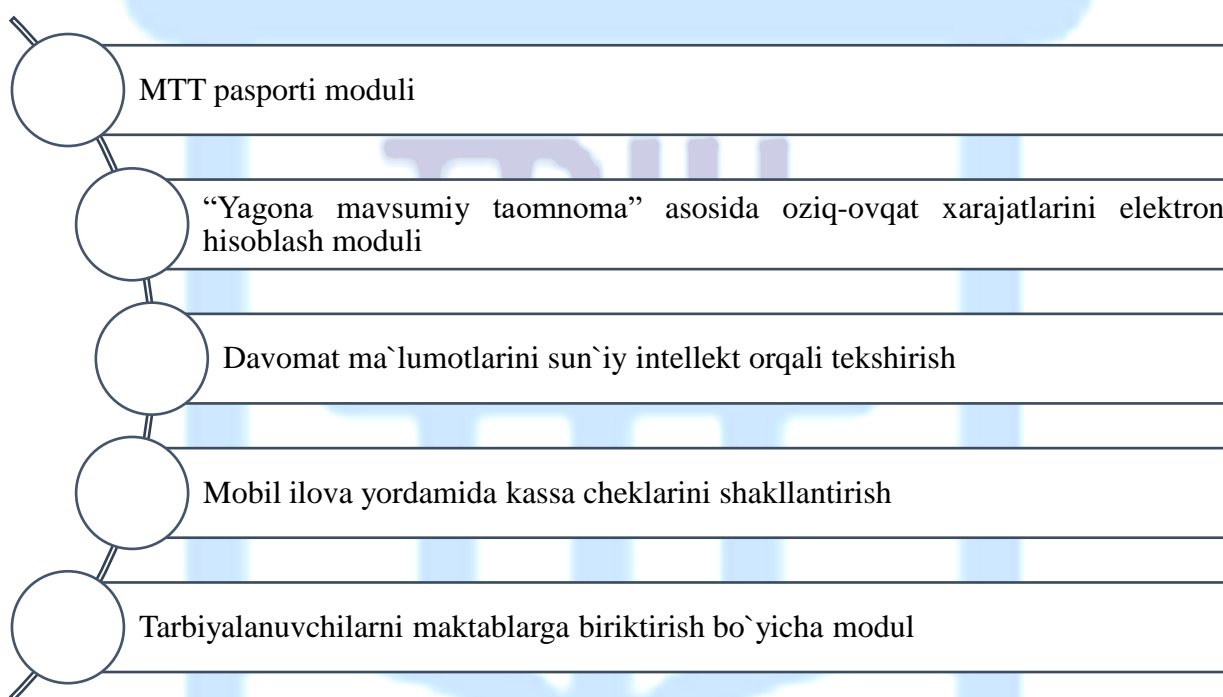 MTT pasporti moduli
“Yagona mavsumiy taomnoma” asosida oziq-ovqat xarajatlarini elektron
hisoblash moduli
Davomat ma`lumotlarini sun`iy intellekt orqali tekshirish
Mobil ilova yordamida kassa cheklarini shakllantirish
Tarbiyalanuvchilarni maktablarga biriktirish bo`yicha modul